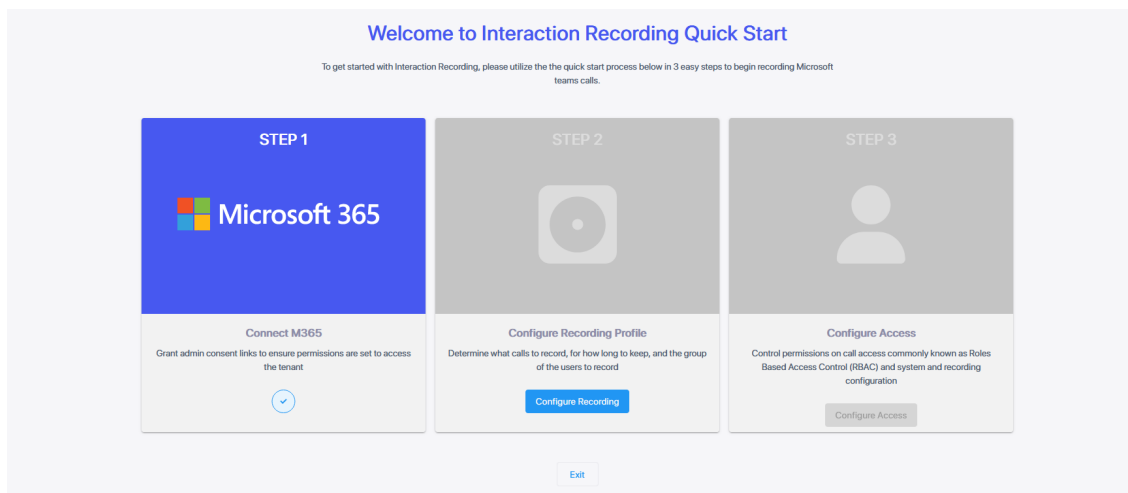 Welcome to Interaction Recording Quick Start
To get started with Interaction Recording, please utilize the the quick start process below in 3 easy steps to begin recording Microsoft
teams calls.
STEP 1
Microsoft 365
Connect M365
Grant admin consent links to ensure permissions are set to access
the tenant
STEP 2
Configure Recording Profile
Determine what calls to record, for how long to keep, and the group
of the users to record
Configure Recording
STEP 3
Configure Access
Control permissions on call access commonly known as Roles
Based Access Control (RBAC) and system and recording
configuration
Configure Access
Exit